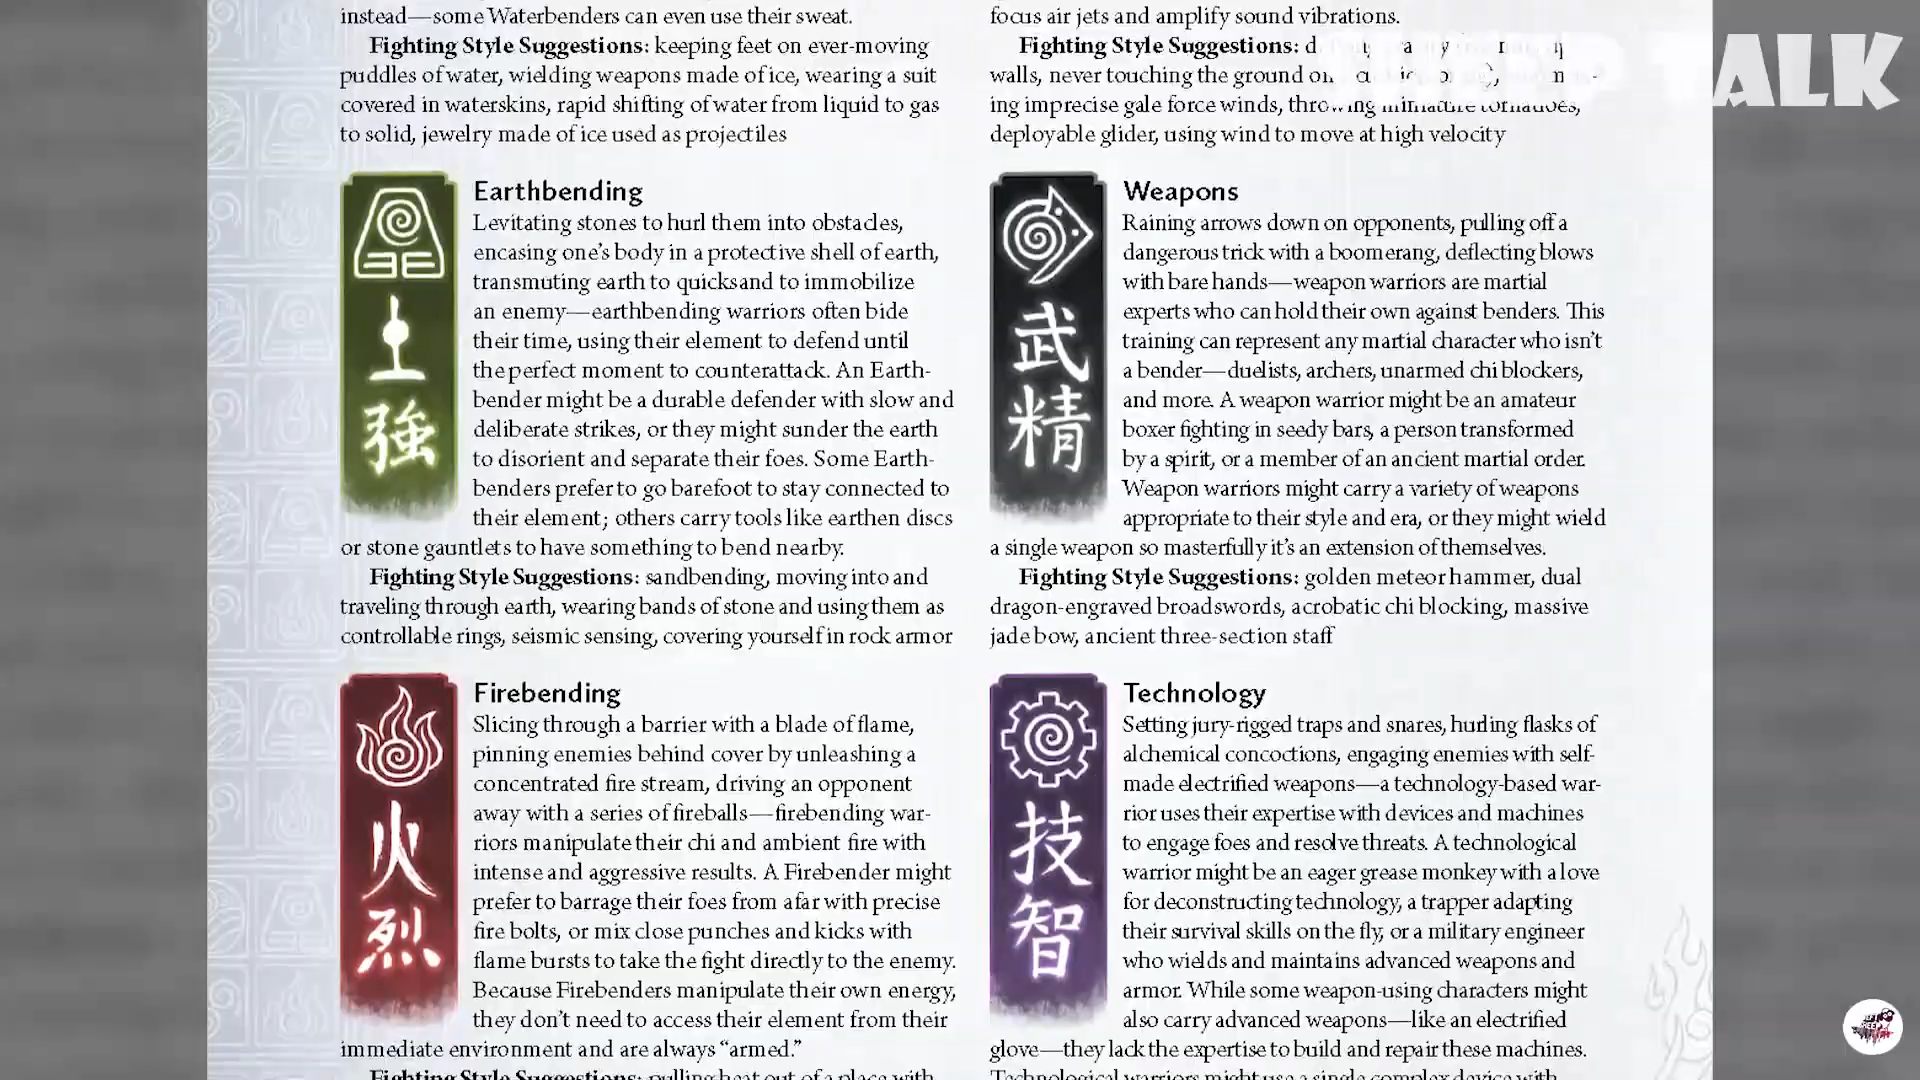 instead—some Waterbenders can even use their sweat.
Fighting Style Suggestions: keeping feet on ever-moving
puddles of water, wielding weapons made of ice, wearing a suit
covered in waterskins, rapid shifting of water from liquid to gas
to solid, jewelry made of ice used as projectiles
Earthbending
土強
Levitating stones to hurl them into obstacles,
encasing one's body in a protective shell of earth,
transmuting earth to quicksand to immobilize
an enemy—earthbending warriors often bide
their time, using their element to defend until
the perfect moment to counterattack. An Earth-
bender might be a durable defender with slow and
deliberate strikes, or they might sunder the earth
to disorient and separate their foes. Some Earth-
benders prefer to go barefoot to stay connected to
their element; others carry tools like earthen discs
or stone gauntlets to have something to bend nearby.
Fighting Style Suggestions: sandbending, moving into and
traveling through earth, wearing bands of stone and using them as
controllable rings, seismic sensing, covering yourself in rock armor
Firebending
火烈
Slicing through a barrier with a blade of flame,
pinning enemies behind cover by unleashing a
concentrated fire stream, driving an opponent
away with a series of fireballs—firebending war-
riors manipulate their chi and ambient fire with
intense and aggressive results. A Firebender might
prefer to barrage their foes from afar with precise
fire bolts, or mix close punches and kicks with
flame bursts to take the fight directly to the enemy.
Because Firebenders manipulate their own energy,
they don't need to access their element from their
immediate environment and are always “armed.”
Fighting Style Suggestions: pulling heat out of a place with
focus air jets and amplify sound vibrations.
Fighting Style Suggestions:
walls, never touching the ground
ing imprecise gale force winds, throwing miniature tornadoes,
deployable glider, using wind to move at high velocity
Weapons
武精
Raining arrows down on opponents, pulling off a
dangerous trick with a boomerang, deflecting blows
with bare hands—weapon warriors are martial
experts who can hold their own against benders. This
training can represent any martial character who isn't
a bender—duelists, archers, unarmed chi blockers,
and more. A weapon warrior might be an amateur
boxer fighting in seedy bars, a person transformed
by a spirit, or a member of an ancient martial order.
Weapon warriors might carry a variety of weapons
appropriate to their style and era, or they might wield
a single weapon so masterfully it's an extension of themselves.
Fighting Style Suggestions: golden meteor hammer, dual
dragon-engraved broadswords, acrobatic chi blocking, massive
jade bow, ancient three-section staff
Technology
技智
Setting jury-rigged traps and snares, hurling flasks of
alchemical concoctions, engaging enemies with self-
made electrified weapons—a technology-based war-
rior uses their expertise with devices and machines
to engage foes and resolve threats. A technological
warrior might be an eager grease monkey with a love
for deconstructing technology, a trapper adapting
their survival skills on the fly, or a military engineer
who wields and maintains advanced weapons and
armor. While some weapon-using characters might
also carry advanced weapons—like an electrified
glove—they lack the expertise to build and repair these machines.
Technological warriors might use a single complex device with
TALK